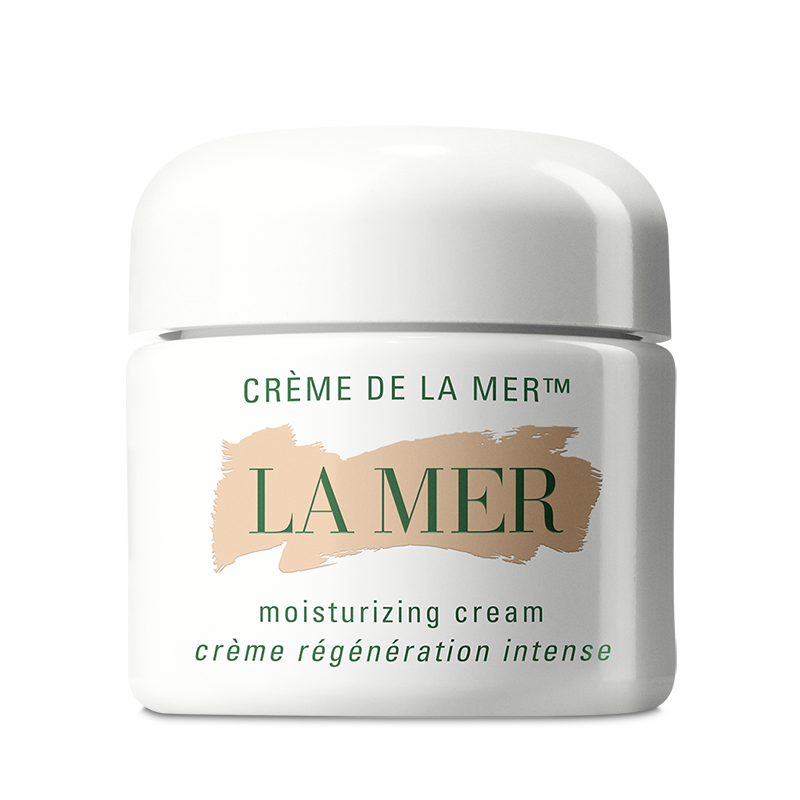 CRÈME DE LA MER™
LA MER
moisturizing cream
crème régénération intense